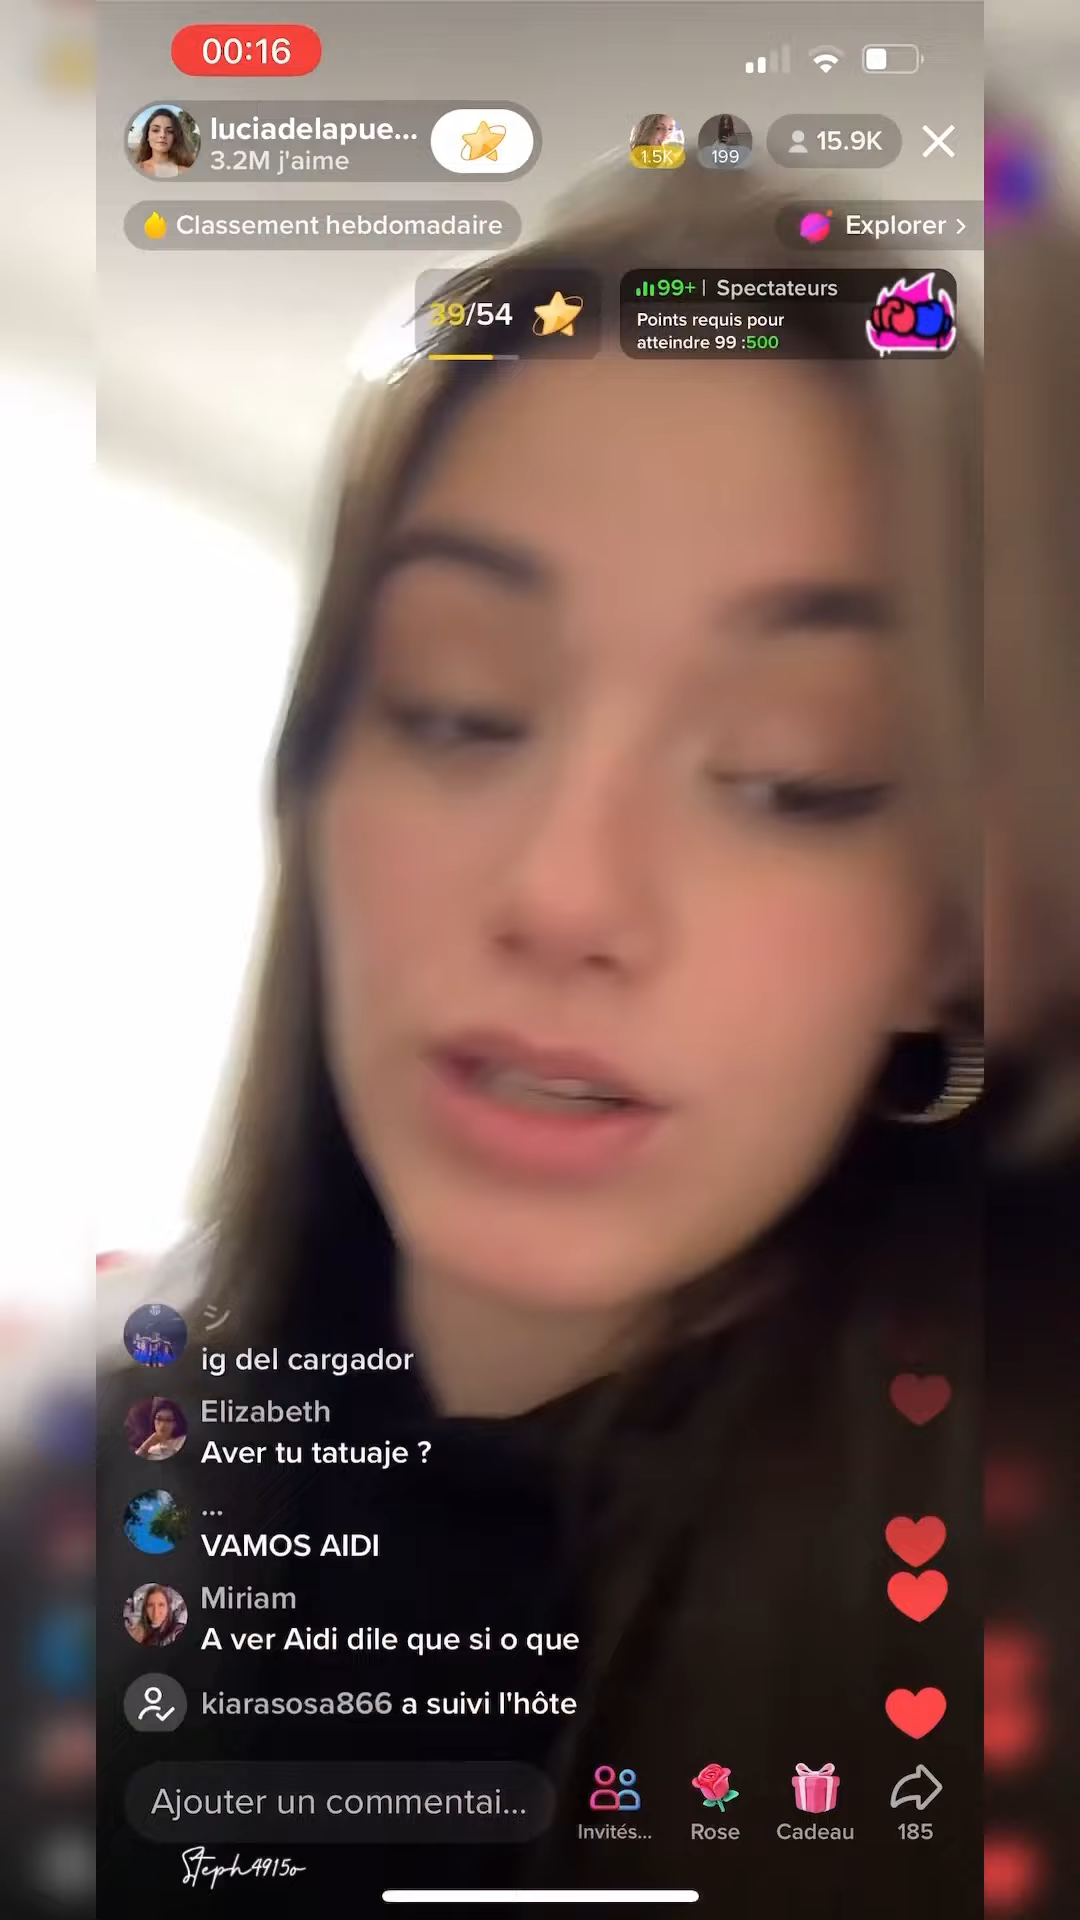 00:16
luciadelapue...
3.2M j'aime
1.5K
199
15.9K
Classement hebdomadaire
Explorer >
39/54
99+ | Spectateurs
Points requis pour
atteindre 99 :500
シ
ig del cargador
Elizabeth
Aver tu tatuaje ?
...
VAMOS AIDI
Miriam
A ver Aidi dile que si o que
kiarasosa866 a suivi l'hôte
Ajouter un commentai...
Invités...
Rose
Cadeau
185
Steph4915o